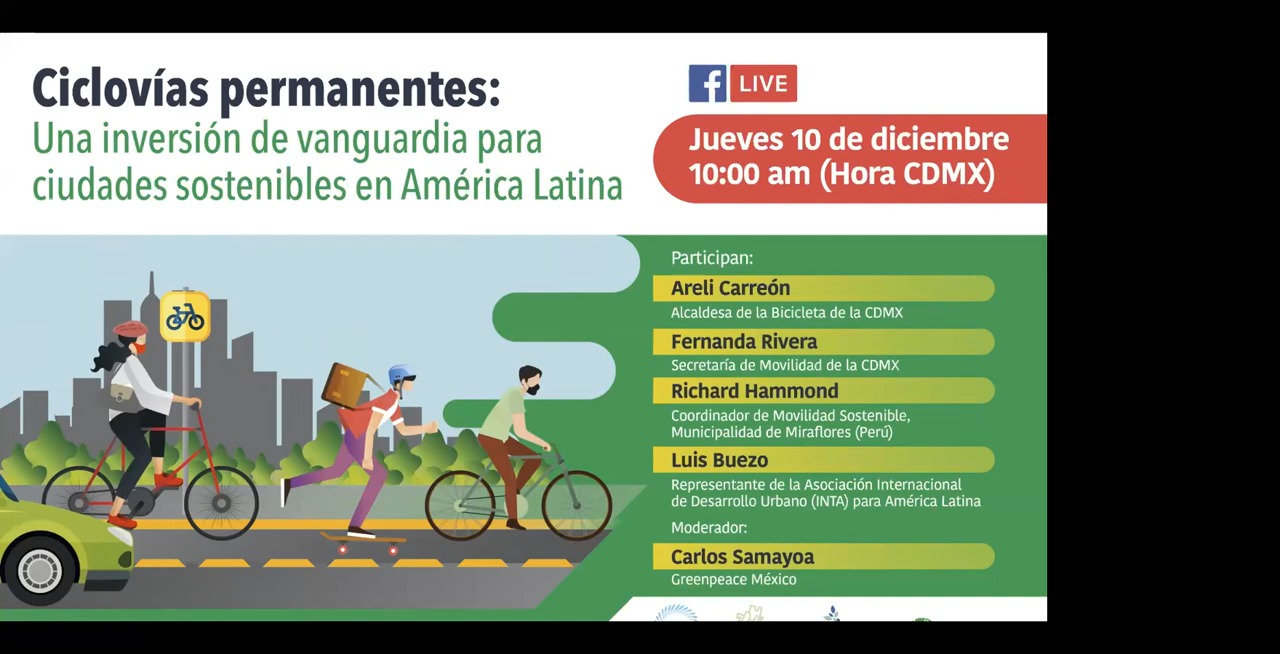 Ciclovías permanentes:
Una inversión de vanguardia para
ciudades sostenibles en América Latina
f LIVE
Jueves 10 de diciembre
10:00 am (Hora CDMX)
Participan:
Areli Carreón
Alcaldesa de la Bicicleta de la CDMX
Fernanda Rivera
Secretaría de Movilidad de la CDMX
Richard Hammond
Coordinador de Movilidad Sostenible,
Municipalidad de Miraflores (Perú)
Luis Buezo
Representante de la Asociación Internacional
de Desarrollo Urbano (INTA) para América Latina
Moderador:
Carlos Samayoa
Greenpeace México